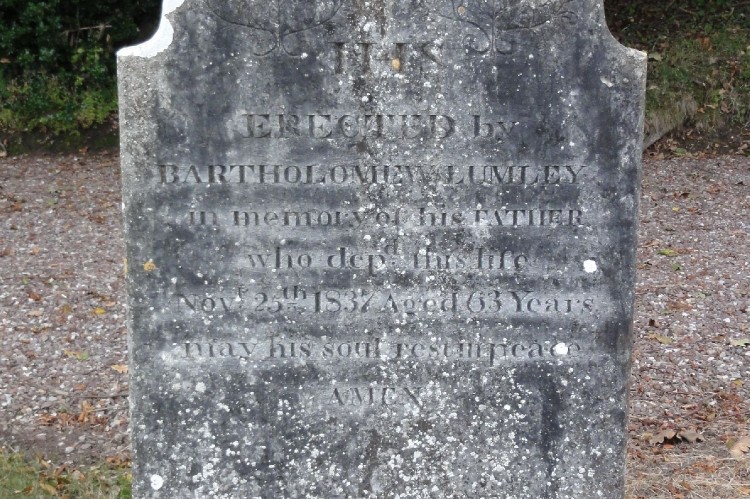 IHS
ERECTED by
BARTHOLOMEW LUMLEY
in memory of his FATHER
who depd. this life
Novr. 25th 1837 Aged 63 Years
may his soul rest in peace
AMEN